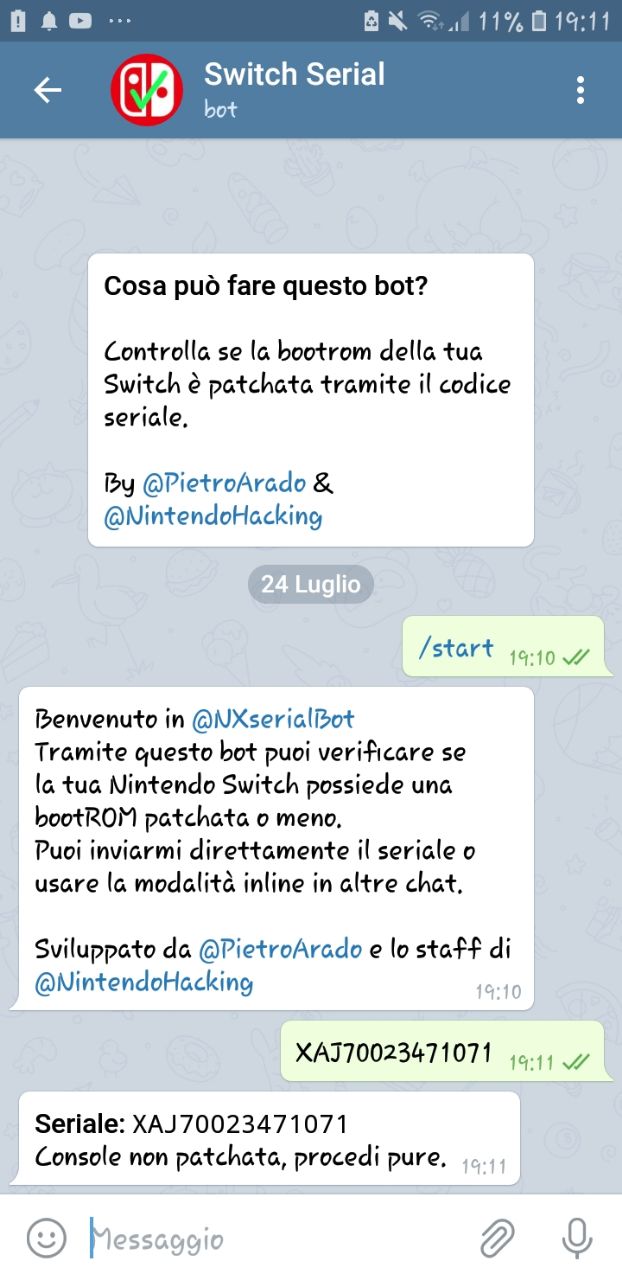 11% 19:11
Switch Serial
bot
Cosa può fare questo bot?
Controlla se la bootrom della tua
Switch è patchata tramite il codice
seriale.
By @PietroArado &
@NintendoHacking
24 Luglio
/start 19:10
Benvenuto in @NXserialBot
Tramite questo bot puoi verificare se
la tua Nintendo Switch possiede una
bootROM patchata o meno.
Puoi inviarmi direttamente il seriale o
usare la modalità inline in altre chat.
Sviluppato da @PietroArado e lo staff di
@NintendoHacking
19:10
XAJ70023471071 19:11
Seriale: XAJ70023471071
Console non patchata, procedi pure. 19:11
Messaggio